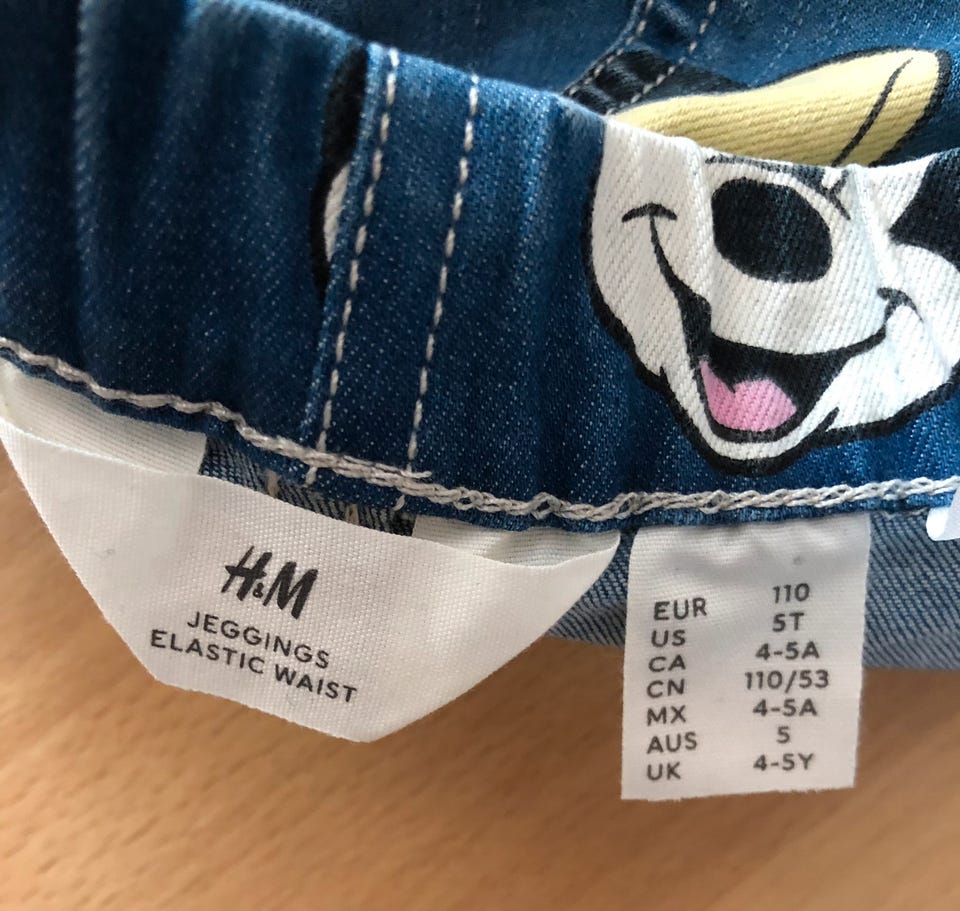 H&M
JEGGINGS
ELASTIC WAIST
EUR 110
US 5T
CA 4-5A
CN 110/53
MX 4-5A
AUS 5
UK 4-5Y